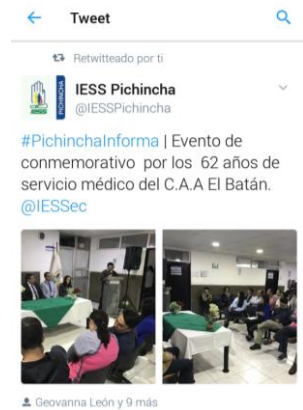 Tweet
Retwitteado por ti
PICHINCHA
IESS Pichincha
@IESSPichincha
#PichinchaInforma | Evento de
conmemorativo por los 62 años de
servicio médico del C.A.A El Batán.
@IESSec
Geovanna León y 9 más